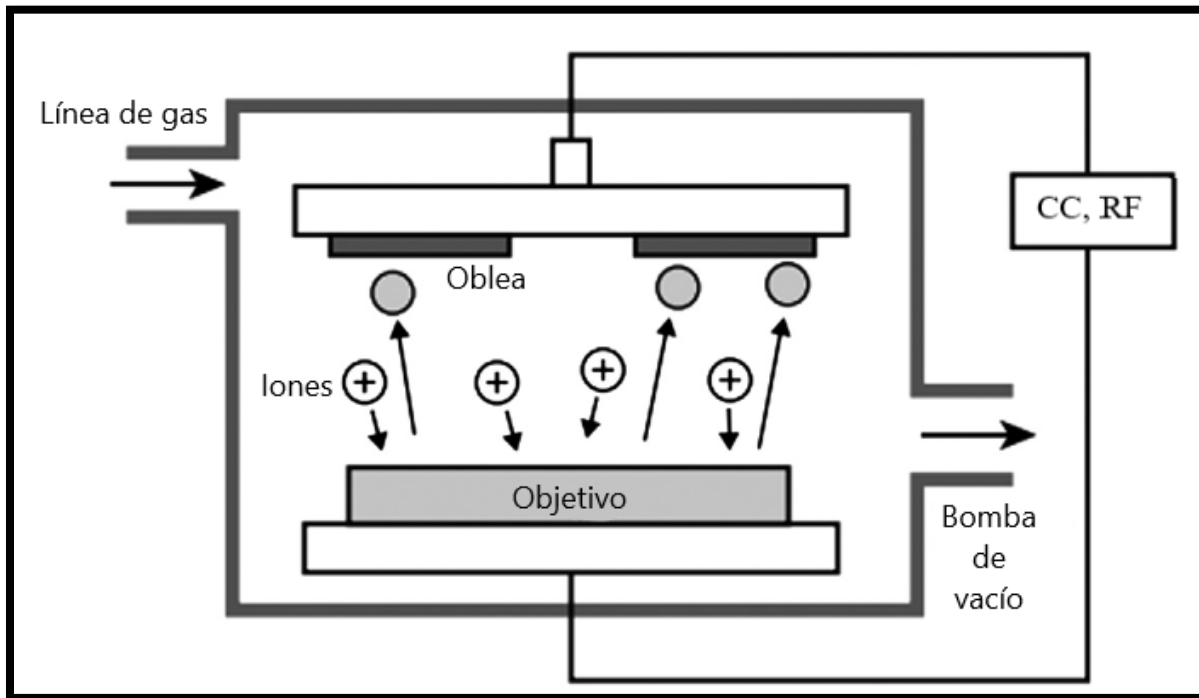 Línea de gas
CC, RF
Oblea
Iones
Objetivo
Bomba
de
vacío